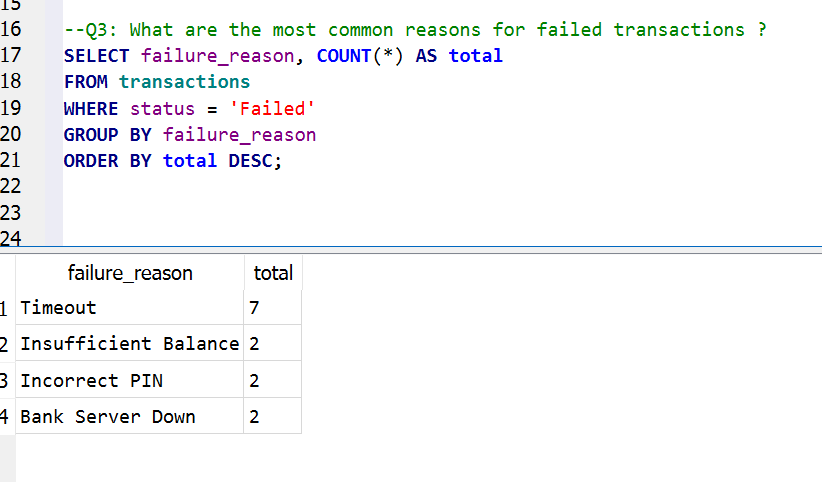 15
16 --Q3: What are the most common reasons for failed transactions ?
17 SELECT failure_reason, COUNT(*) AS total
18 FROM transactions
19 WHERE status = 'Failed'
20 GROUP BY failure_reason
21 ORDER BY total DESC;
22
23
24
failure_reason total
1 Timeout 7
2 Insufficient Balance 2
3 Incorrect PIN 2
4 Bank Server Down 2